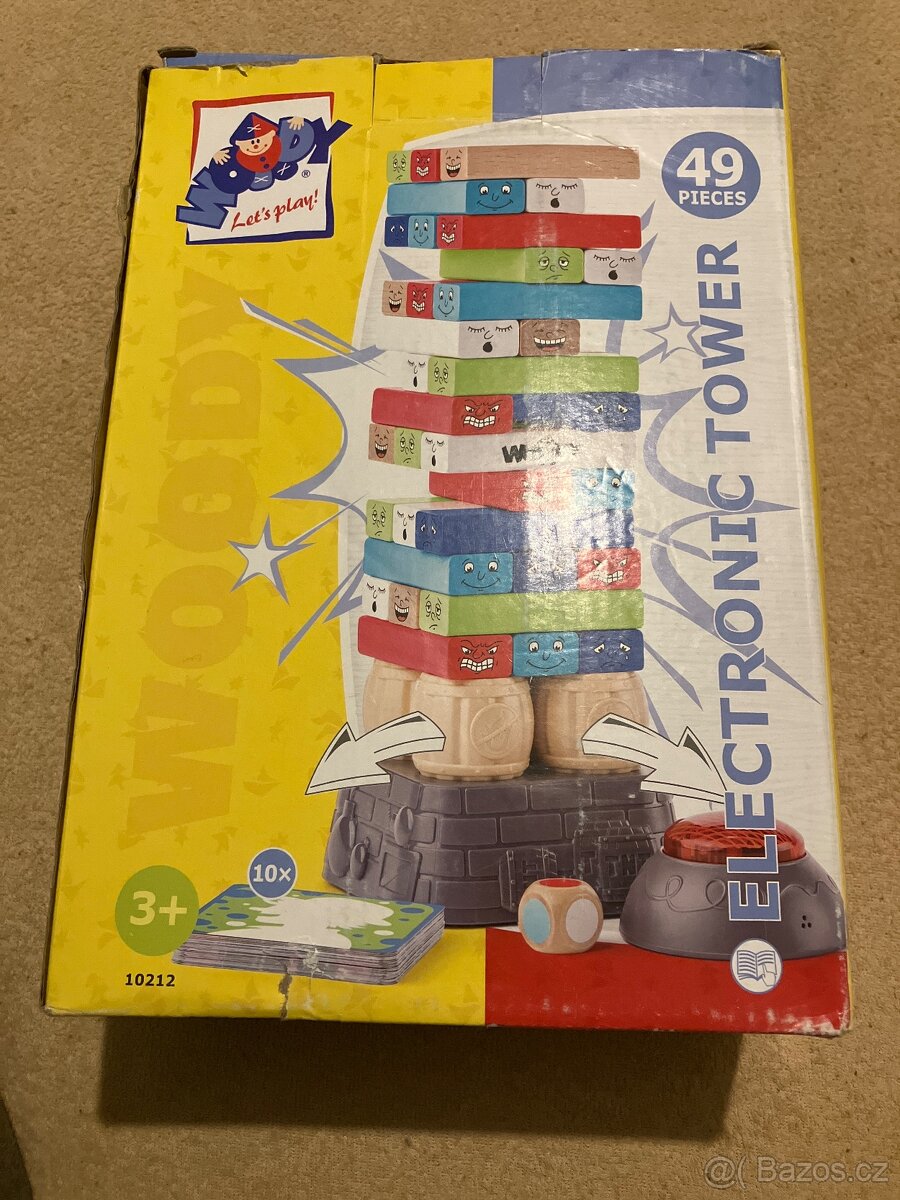 WOODY
®
Let's play!
49
PIECES
WOODY
ELECTRONIC TOWER
10x
3+
10212
@( Bazos.cz